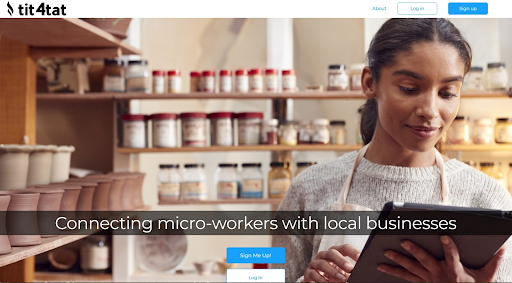 tit4tat
About
Log in
Sign up
Connecting micro-workers with local businesses
Sign Me Up!
Log In